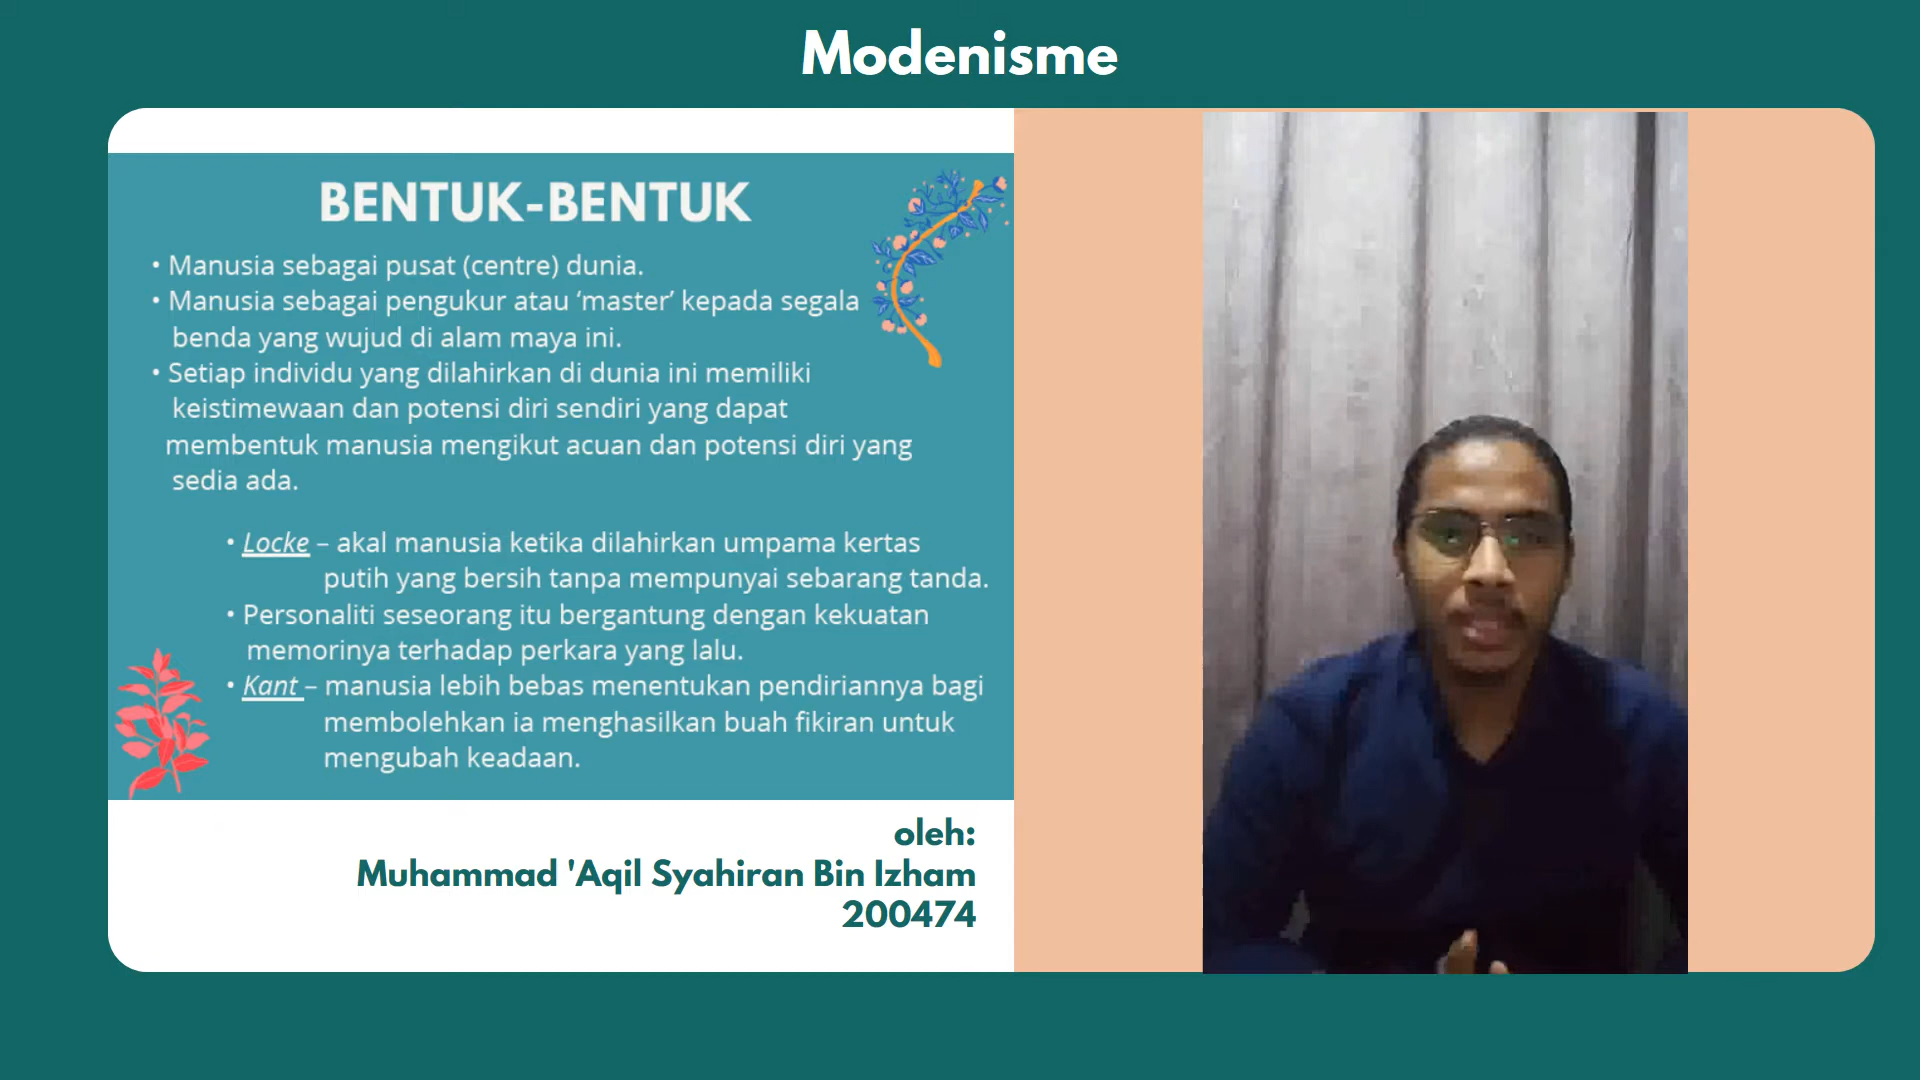 Modenisme
BENTUK-BENTUK
• Manusia sebagai pusat (centre) dunia.
• Manusia sebagai pengukur atau ‘master’ kepada segala
benda yang wujud di alam maya ini.
• Setiap individu yang dilahirkan di dunia ini memiliki
keistimewaan dan potensi diri sendiri yang dapat
membentuk manusia mengikut acuan dan potensi diri yang
sedia ada.
• Locke – akal manusia ketika dilahirkan umpama kertas
putih yang bersih tanpa mempunyai sebarang tanda.
• Personaliti seseorang itu bergantung dengan kekuatan
memorinya terhadap perkara yang lalu.
• Kant – manusia lebih bebas menentukan pendiriannya bagi
membolehkan ia menghasilkan buah fikiran untuk
mengubah keadaan.
oleh:
Muhammad 'Aqil Syahiran Bin Izham
200474